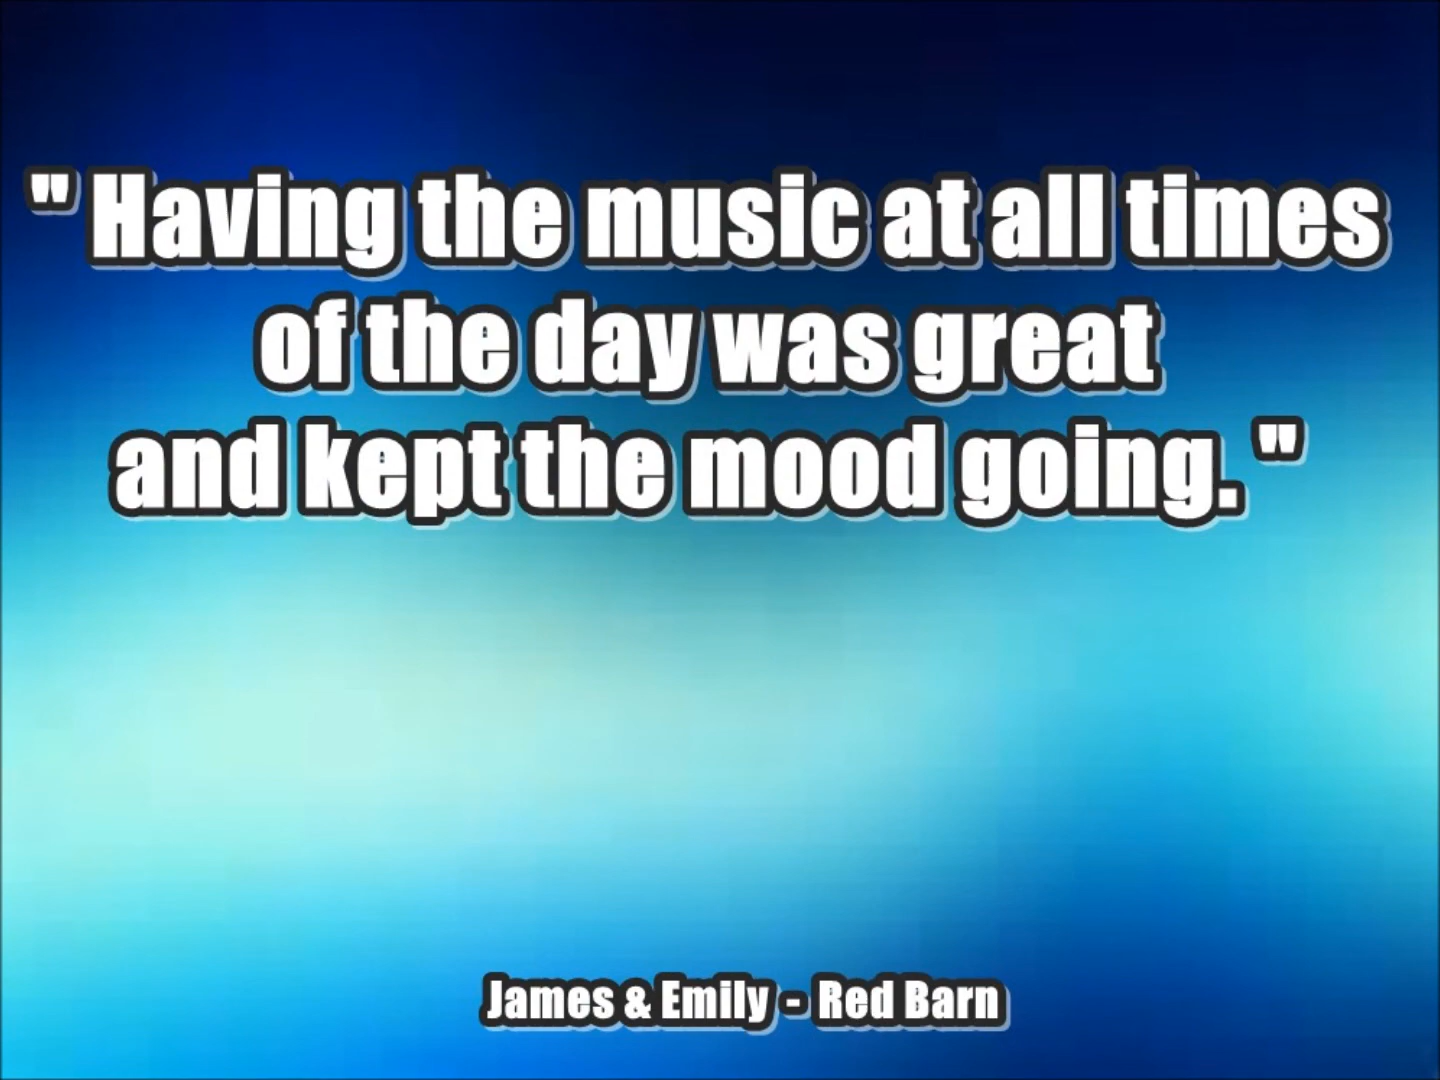 " Having the music at all times
of the day was great
and kept the mood going. "
James & Emily - Red Barn